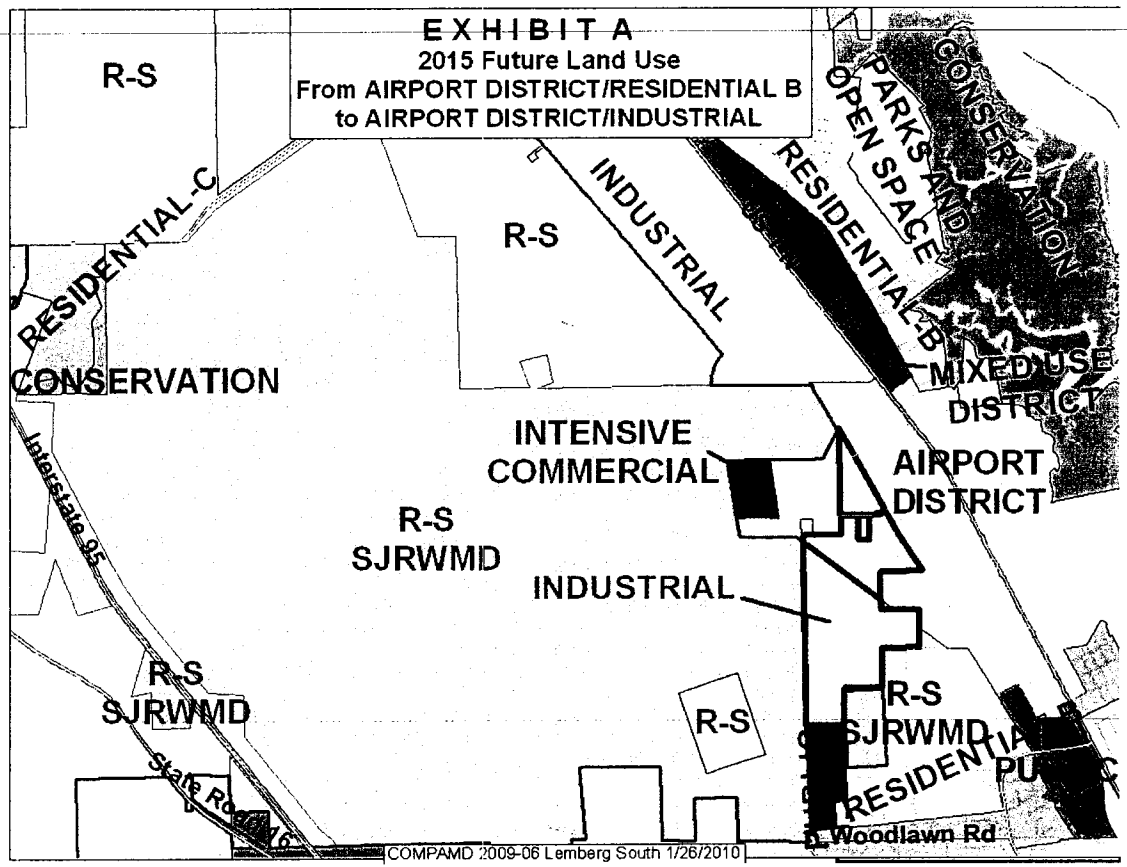 EXHIBIT A
2015 Future Land Use
From AIRPORT DISTRICT/RESIDENTIAL B
to AIRPORT DISTRICT/INDUSTRIAL
R-S
RESIDENTIAL-C
CONSERVATION
Interstate 95
R-S
INDUSTRIAL
RESIDENTIAL-B
PARKS AND
OPEN SPACE
CONSERVATION
MIXED USE
DISTRICT
INTENSIVE
COMMERCIAL
AIRPORT
DISTRICT
R-S
SJRWMD
INDUSTRIAL
R-S
SJRWMD
State Road 16
R-S
R-S
SJRWMD
RESIDENTIAL
PUBLIC
Woodlawn Rd
COMPAMD 2009-06 Lemberg South 1/26/2010